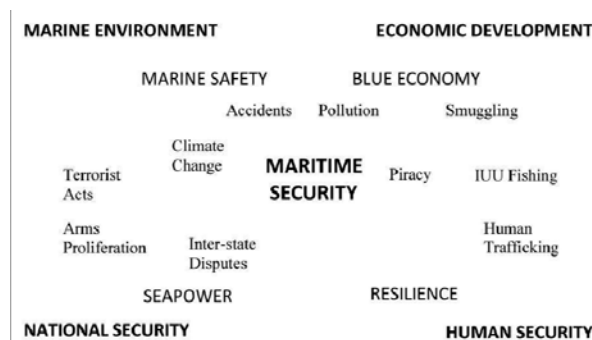 MARINE ENVIRONMENT ECONOMIC DEVELOPMENT
MARINE SAFETY BLUE ECONOMY
Accidents Pollution Smuggling
Climate
Change
MARITIME
SECURITY
Piracy IUU Fishing
Terrorist
Acts
Arms
Proliferation
Inter-state
Disputes
Human
Trafficking
SEAPOWER RESILIENCE
NATIONAL SECURITY HUMAN SECURITY